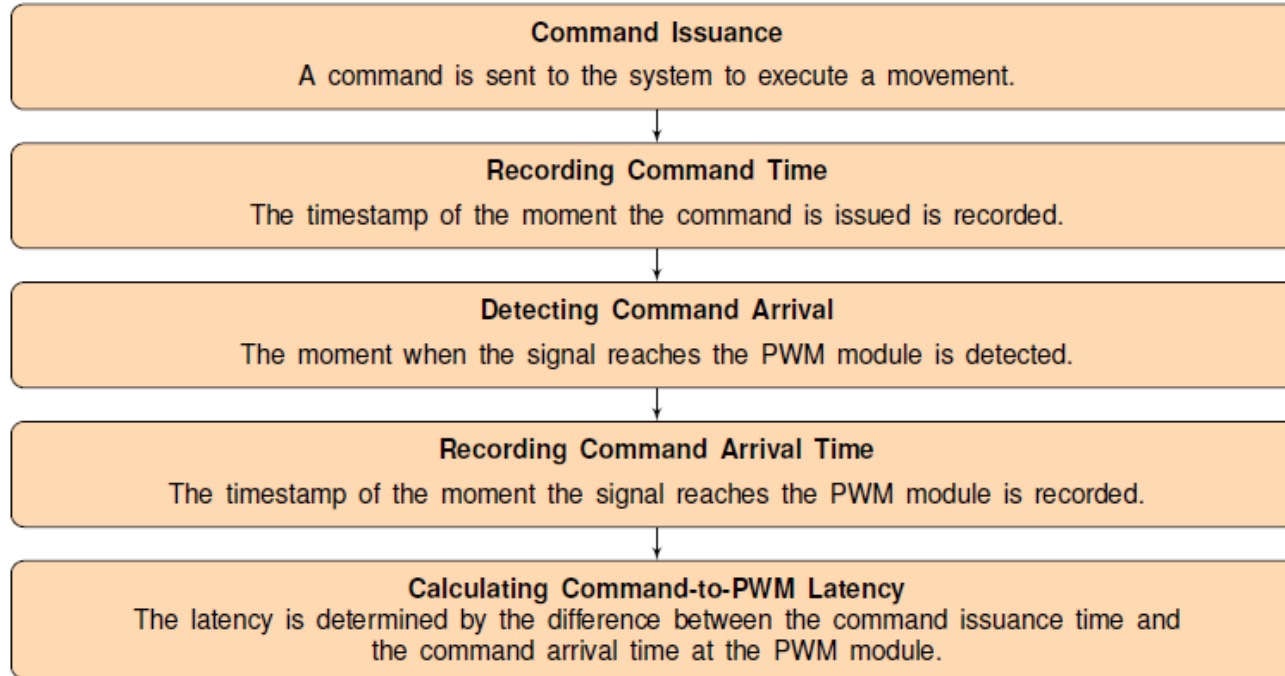 Command Issuance
A command is sent to the system to execute a movement.
Recording Command Time
The timestamp of the moment the command is issued is recorded.
Detecting Command Arrival
The moment when the signal reaches the PWM module is detected.
Recording Command Arrival Time
The timestamp of the moment the signal reaches the PWM module is recorded.
Calculating Command-to-PWM Latency
The latency is determined by the difference between the command issuance time and
the command arrival time at the PWM module.